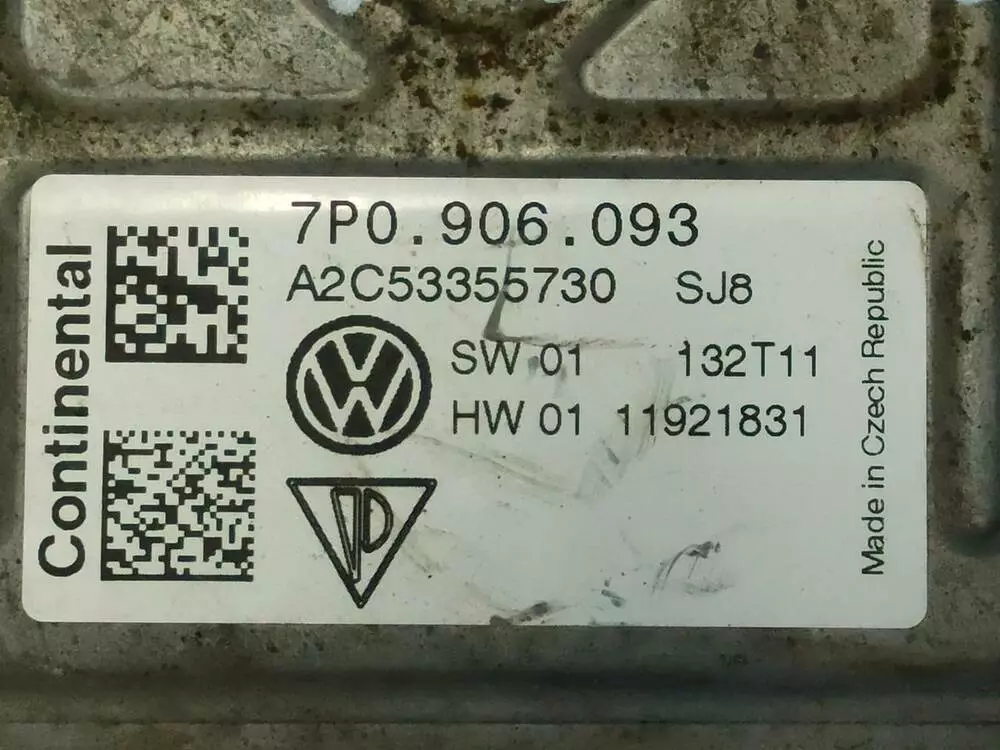 Continental
7P0.906.093
A2C53355730 SJ8
SW 01 132T11
HW 01 11921831
Made in Czech Republic